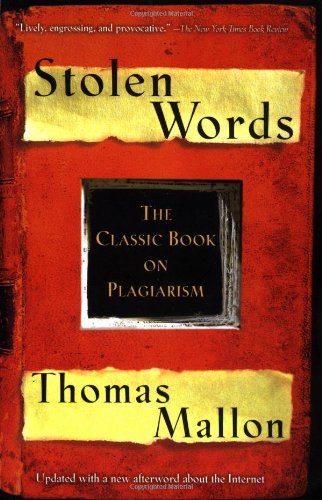 "Lively, engrossing, and provocative." —The New York Times Book Review
Stolen
Words
The
Classic Book
on
Plagiarism
Thomas
Mallon
Updated with a new afterword about the Internet